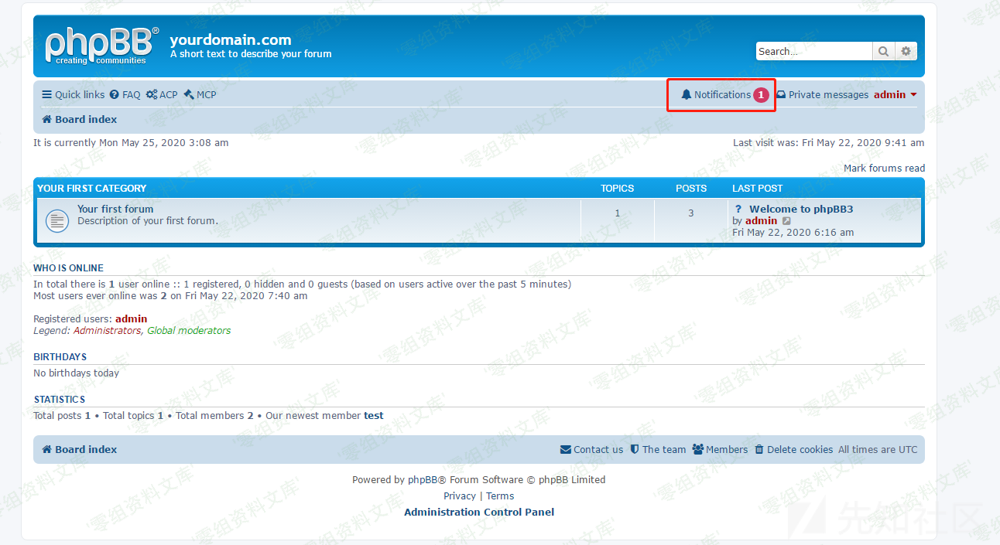 phpBB®
creating communities
yourdomain.com
A short text to describe your forum
Search…
Quick links FAQ ACP MCP
Notifications 1 Private messages admin
Board index
It is currently Mon May 25, 2020 3:08 am
Last visit was: Fri May 22, 2020 9:41 am
Mark forums read
YOUR FIRST CATEGORY TOPICS POSTS LAST POST
Your first forum
Description of your first forum.
1
3
? Welcome to phpBB3
by admin
Fri May 22, 2020 6:16 am
WHO IS ONLINE
In total there is 1 user online :: 1 registered, 0 hidden and 0 guests (based on users active over the past 5 minutes)
Most users ever online was 2 on Fri May 22, 2020 7:40 am
Registered users: admin
Legend: Administrators, Global moderators
BIRTHDAYS
No birthdays today
STATISTICS
Total posts 1 • Total topics 1 • Total members 2 • Our newest member test
Board index
Contact us The team Members Delete cookies All times are UTC
Powered by phpBB® Forum Software © phpBB Limited
Privacy | Terms
Administration Control Panel
'零组资料文库'
先知社区